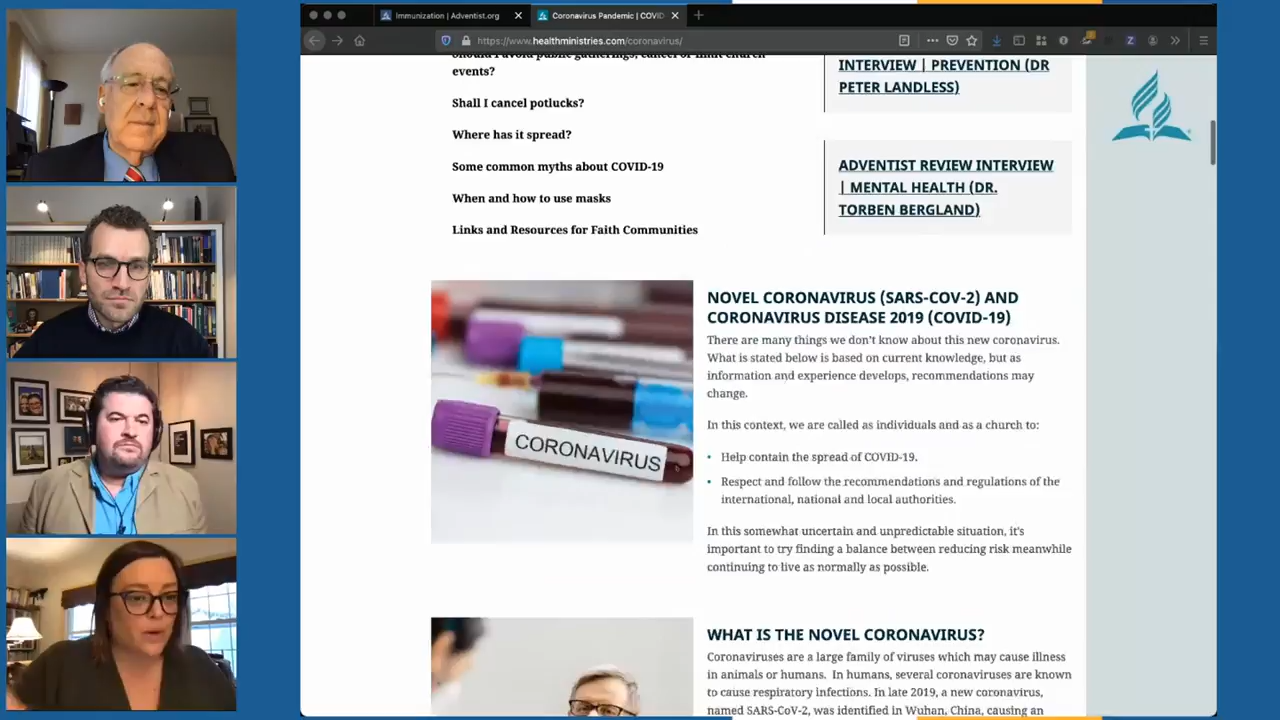 Immunization | Adventist.org
Coronavirus Pandemic | COVID
https://www.healthministries.com/coronavirus/
Should I avoid public gatherings, cancel or limit church
events?
Shall I cancel potlucks?
Where has it spread?
Some common myths about COVID-19
When and how to use masks
Links and Resources for Faith Communities
INTERVIEW | PREVENTION (DR
PETER LANDLESS)
ADVENTIST REVIEW INTERVIEW
| MENTAL HEALTH (DR.
TORBEN BERGLAND)
CORONAVIRUS
NOVEL CORONAVIRUS (SARS-COV-2) AND
CORONAVIRUS DISEASE 2019 (COVID-19)
There are many things we don't know about this new coronavirus.
What is stated below is based on current knowledge, but as
information and experience develops, recommendations may
change.
In this context, we are called as individuals and as a church to:
• Help contain the spread of COVID-19.
• Respect and follow the recommendations and regulations of the
international, national and local authorities.
In this somewhat uncertain and unpredictable situation, it's
important to try finding a balance between reducing risk meanwhile
continuing to live as normally as possible.
WHAT IS THE NOVEL CORONAVIRUS?
Coronaviruses are a large family of viruses which may cause illness
in animals or humans. In humans, several coronaviruses are known
to cause respiratory infections. In late 2019, a new coronavirus,
named SARS-CoV-2, was identified in Wuhan, China, causing an